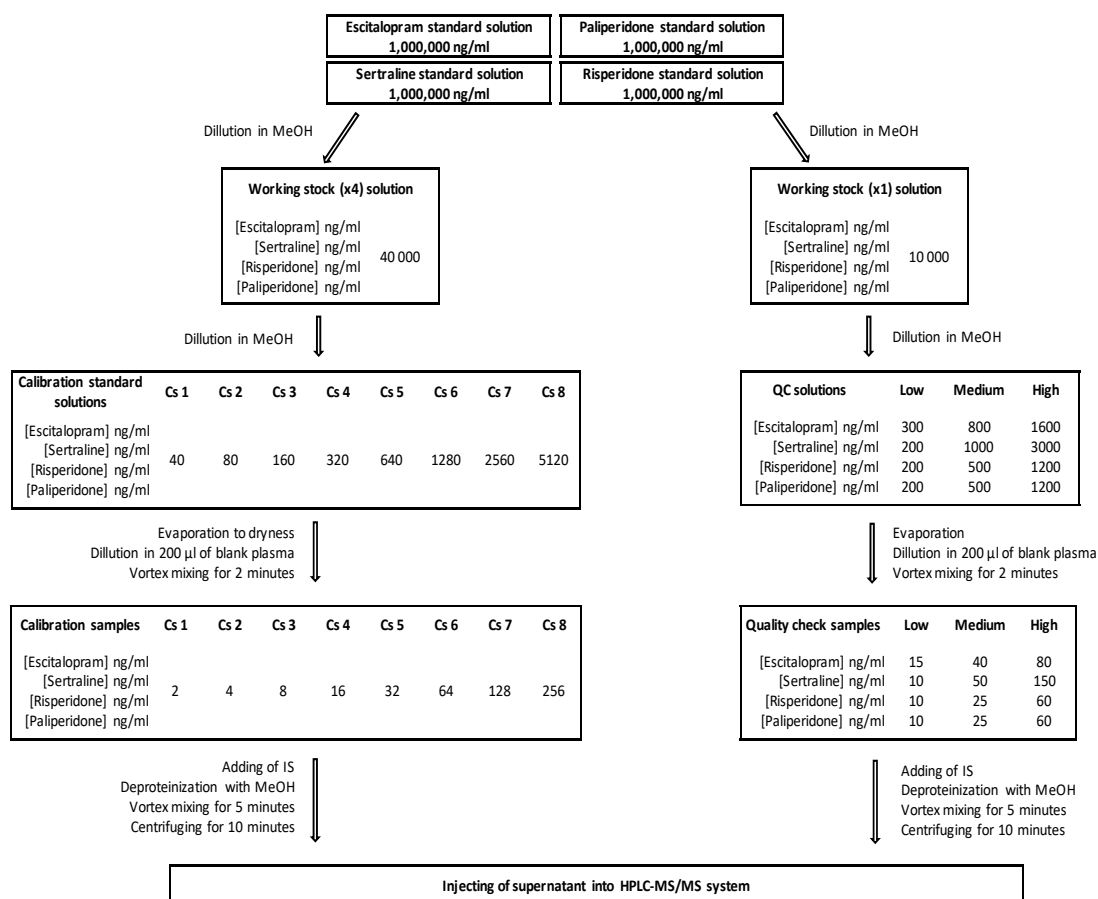 Escitalopram standard solution
1,000,000 ng/ml
Paliperidone standard solution
1,000,000 ng/ml
Sertraline standard solution
1,000,000 ng/ml
Risperidone standard solution
1,000,000 ng/ml
Dillution in MeOH
Dillution in MeOH
Working stock (x4) solution
[Escitalopram] ng/ml
[Sertraline] ng/ml
[Risperidone] ng/ml
[Paliperidone] ng/ml
40 000
Working stock (x1) solution
[Escitalopram] ng/ml
[Sertraline] ng/ml
[Risperidone] ng/ml
[Paliperidone] ng/ml
10 000
Dillution in MeOH
Dillution in MeOH
Calibration standard
solutions
Cs 1 Cs 2 Cs 3 Cs 4 Cs 5 Cs 6 Cs 7 Cs 8
[Escitalopram] ng/ml
[Sertraline] ng/ml
[Risperidone] ng/ml
[Paliperidone] ng/ml
40 80 160 320 640 1280 2560 5120
QC solutions Low Medium High
[Escitalopram] ng/ml 300 800 1600
[Sertraline] ng/ml 200 1000 3000
[Risperidone] ng/ml 200 500 1200
[Paliperidone] ng/ml 200 500 1200
Evaporation to dryness
Dillution in 200 µl of blank plasma
Vortex mixing for 2 minutes
Evaporation
Dillution in 200 µl of blank plasma
Vortex mixing for 2 minutes
Calibration samples Cs 1 Cs 2 Cs 3 Cs 4 Cs 5 Cs 6 Cs 7 Cs 8
[Escitalopram] ng/ml
[Sertraline] ng/ml
[Risperidone] ng/ml
[Paliperidone] ng/ml
2 4 8 16 32 64 128 256
Quality check samples Low Medium High
[Escitalopram] ng/ml 15 40 80
[Sertraline] ng/ml 10 50 150
[Risperidone] ng/ml 10 25 60
[Paliperidone] ng/ml 10 25 60
Adding of IS
Deproteinization with MeOH
Vortex mixing for 5 minutes
Centrifuging for 10 minutes
Adding of IS
Deproteinization with MeOH
Vortex mixing for 5 minutes
Centrifuging for 10 minutes
Injecting of supernatant into HPLC-MS/MS system